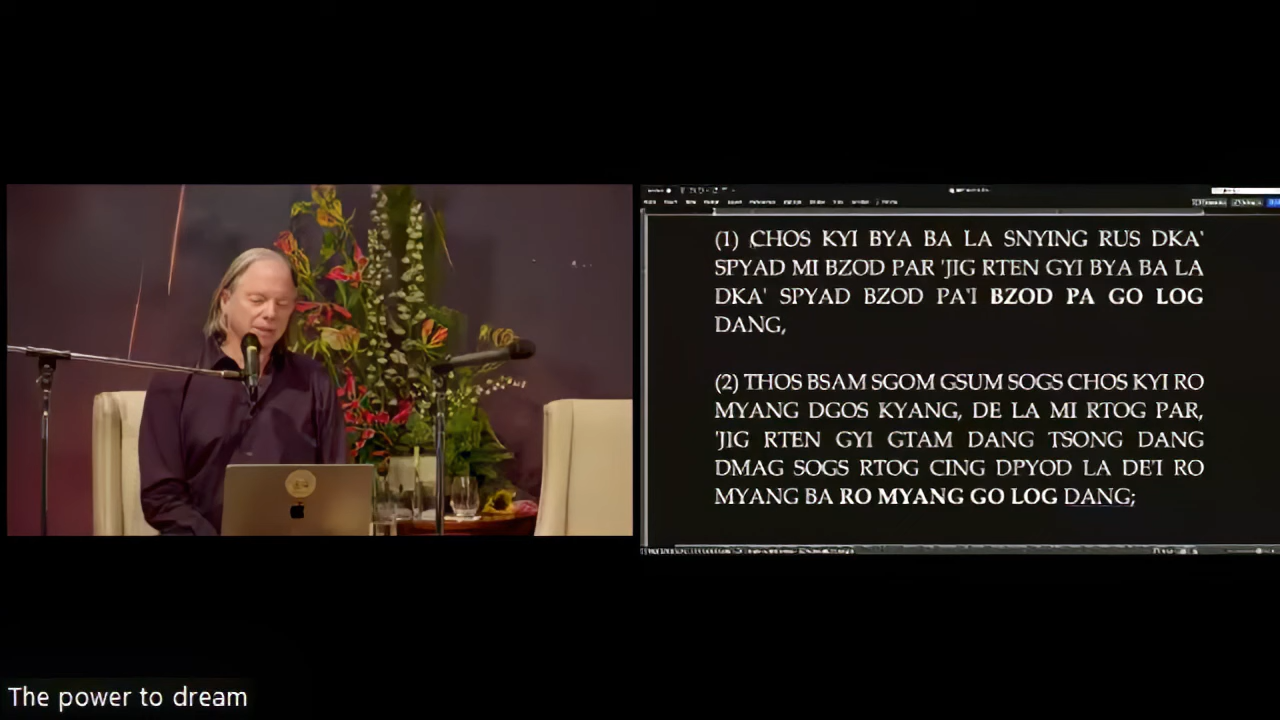 (1) CHOS KYI BYA BA LA SNYING RUS DKA'
SPYAD MI BZOD PAR 'JIG RTEN GYI BYA BA LA
DKA' SPYAD BZOD PA'I BZOD PA GO LOG
DANG,
(2) THOS BSAM SGOM GSUM SOGS CHOS KYI RO
MYANG DGOS KYANG, DE LA MI RTOG PAR,
'JIG RTEN GYI GTAM DANG TSONG DANG
DMAG SOGS RTOG CING DPYOD LA DE'I RO
MYANG BA RO MYANG GO LOG DANG;
The power to dream